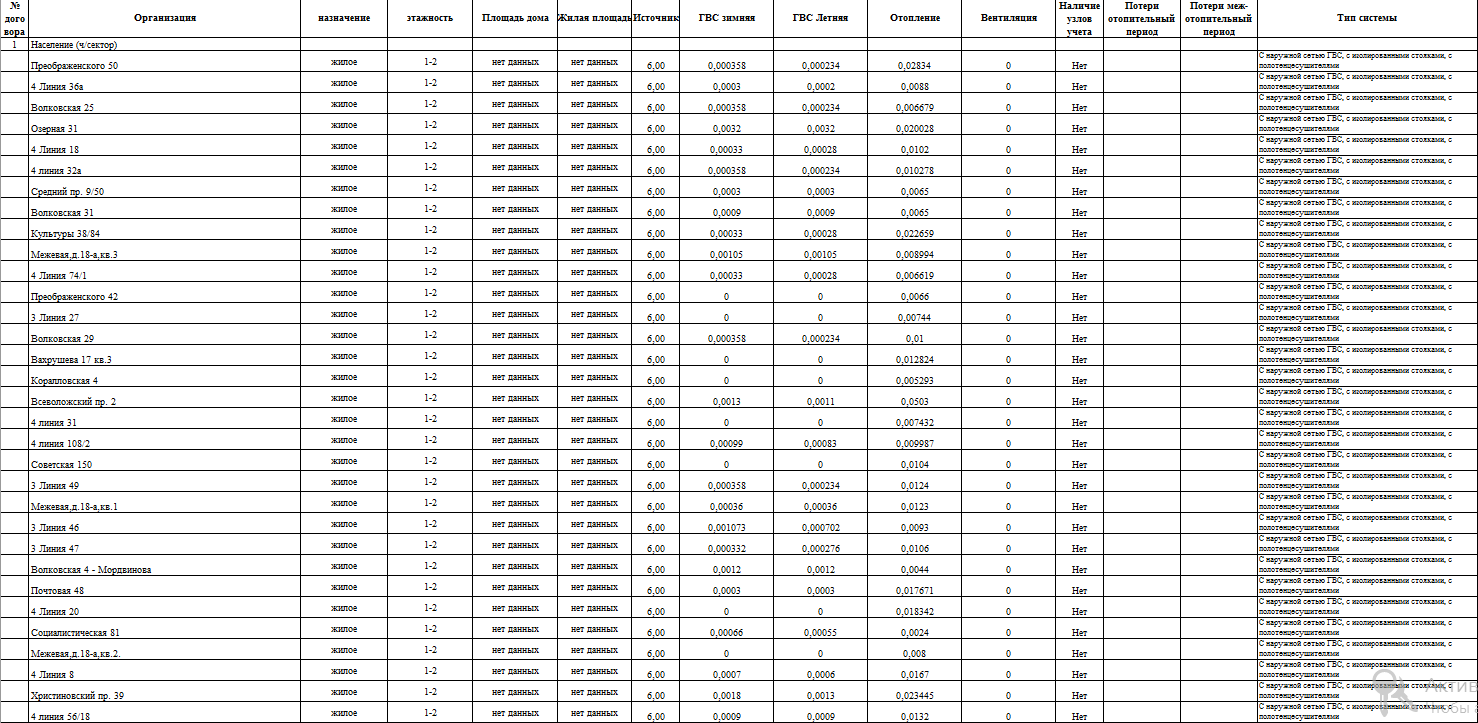 № договора Организация назначение этажность Площадь дома Жилая площадь Источник ГВС зимняя ГВС Летняя Отопление Вентиляция Наличие узлов учета Потери отопительный период Потери меж-отопительный период Тип системы
1 Население (ч/сектор)
Преображенского 50 жилое 1-2 нет данных нет данных 6,00 0,000358 0,000234 0,02834 0 Нет С наружной сетью ГВС, с изолированными стояками, с полотенцесушителями
4 Линия 36а жилое 1-2 нет данных нет данных 6,00 0,0003 0,0002 0,0088 0 Нет С наружной сетью ГВС, с изолированными стояками, с полотенцесушителями
Волковская 25 жилое 1-2 нет данных нет данных 6,00 0,000358 0,000234 0,006679 0 Нет С наружной сетью ГВС, с изолированными стояками, с полотенцесушителями
Озерная 31 жилое 1-2 нет данных нет данных 6,00 0,0032 0,0032 0,020028 0 Нет С наружной сетью ГВС, с изолированными стояками, с полотенцесушителями
4 Линия 18 жилое 1-2 нет данных нет данных 6,00 0,00033 0,00028 0,0102 0 Нет С наружной сетью ГВС, с изолированными стояками, с полотенцесушителями
4 линия 32а жилое 1-2 нет данных нет данных 6,00 0,000358 0,000234 0,010278 0 Нет С наружной сетью ГВС, с изолированными стояками, с полотенцесушителями
Средний пр. 9/50 жилое 1-2 нет данных нет данных 6,00 0,0003 0,0003 0,0065 0 Нет С наружной сетью ГВС, с изолированными стояками, с полотенцесушителями
Волковская 31 жилое 1-2 нет данных нет данных 6,00 0,0009 0,0009 0,0065 0 Нет С наружной сетью ГВС, с изолированными стояками, с полотенцесушителями
Культуры 38/84 жилое 1-2 нет данных нет данных 6,00 0,00033 0,00028 0,022659 0 Нет С наружной сетью ГВС, с изолированными стояками, с полотенцесушителями
Межевая,д.18-а,кв.3 жилое 1-2 нет данных нет данных 6,00 0,00105 0,00105 0,008994 0 Нет С наружной сетью ГВС, с изолированными стояками, с полотенцесушителями
4 Линия 74/1 жилое 1-2 нет данных нет данных 6,00 0,00033 0,00028 0,006619 0 Нет С наружной сетью ГВС, с изолированными стояками, с полотенцесушителями
Преображенского 42 жилое 1-2 нет данных нет данных 6,00 0 0 0,0066 0 Нет С наружной сетью ГВС, с изолированными стояками, с полотенцесушителями
3 Линия 27 жилое 1-2 нет данных нет данных 6,00 0 0 0,00744 0 Нет С наружной сетью ГВС, с изолированными стояками, с полотенцесушителями
Волковская 29 жилое 1-2 нет данных нет данных 6,00 0,000358 0,000234 0,01 0 Нет С наружной сетью ГВС, с изолированными стояками, с полотенцесушителями
Вахрушева 17 кв.3 жилое 1-2 нет данных нет данных 6,00 0 0 0,012824 0 Нет С наружной сетью ГВС, с изолированными стояками, с полотенцесушителями
Коралловская 4 жилое 1-2 нет данных нет данных 6,00 0 0 0,005293 0 Нет С наружной сетью ГВС, с изолированными стояками, с полотенцесушителями
Всеволожский пр. 2 жилое 1-2 нет данных нет данных 6,00 0,0013 0,0011 0,0503 0 Нет С наружной сетью ГВС, с изолированными стояками, с полотенцесушителями
4 линия 31 жилое 1-2 нет данных нет данных 6,00 0 0 0,007432 0 Нет С наружной сетью ГВС, с изолированными стояками, с полотенцесушителями
4 линия 108/2 жилое 1-2 нет данных нет данных 6,00 0,00099 0,00083 0,009987 0 Нет С наружной сетью ГВС, с изолированными стояками, с полотенцесушителями
Советская 150 жилое 1-2 нет данных нет данных 6,00 0 0 0,0104 0 Нет С наружной сетью ГВС, с изолированными стояками, с полотенцесушителями
3 Линия 49 жилое 1-2 нет данных нет данных 6,00 0,000358 0,000234 0,0124 0 Нет С наружной сетью ГВС, с изолированными стояками, с полотенцесушителями
Межевая,д.18-а,кв.1 жилое 1-2 нет данных нет данных 6,00 0,00036 0,00036 0,0123 0 Нет С наружной сетью ГВС, с изолированными стояками, с полотенцесушителями
3 Линия 46 жилое 1-2 нет данных нет данных 6,00 0,001073 0,000702 0,0093 0 Нет С наружной сетью ГВС, с изолированными стояками, с полотенцесушителями
3 Линия 47 жилое 1-2 нет данных нет данных 6,00 0,000332 0,000276 0,0106 0 Нет С наружной сетью ГВС, с изолированными стояками, с полотенцесушителями
Волковская 4 - Мордвинова жилое 1-2 нет данных нет данных 6,00 0,0012 0,0012 0,0044 0 Нет С наружной сетью ГВС, с изолированными стояками, с полотенцесушителями
Почтовая 48 жилое 1-2 нет данных нет данных 6,00 0,0003 0,0003 0,017671 0 Нет С наружной сетью ГВС, с изолированными стояками, с полотенцесушителями
4 Линия 20 жилое 1-2 нет данных нет данных 6,00 0 0 0,018342 0 Нет С наружной сетью ГВС, с изолированными стояками, с полотенцесушителями
Социалистическая 81 жилое 1-2 нет данных нет данных 6,00 0,00066 0,00055 0,0024 0 Нет С наружной сетью ГВС, с изолированными стояками, с полотенцесушителями
Межевая,д.18-а,кв.2. жилое 1-2 нет данных нет данных 6,00 0 0 0,008 0 Нет С наружной сетью ГВС, с изолированными стояками, с полотенцесушителями
4 Линия 8 жилое 1-2 нет данных нет данных 6,00 0,0007 0,0006 0,0167 0 Нет С наружной сетью ГВС, с изолированными стояками, с полотенцесушителями
Христиновский пр. 39 жилое 1-2 нет данных нет данных 6,00 0,0018 0,0013 0,023445 0 Нет С наружной сетью ГВС, с изолированными стояками, с полотенцесушителями
4 линия 56/18 жилое 1-2 нет данных нет данных 6,00 0,0009 0,0009 0,0132 0 Нет С наружной сетью ГВС, с изолированными стояками, с полотенцесушителями